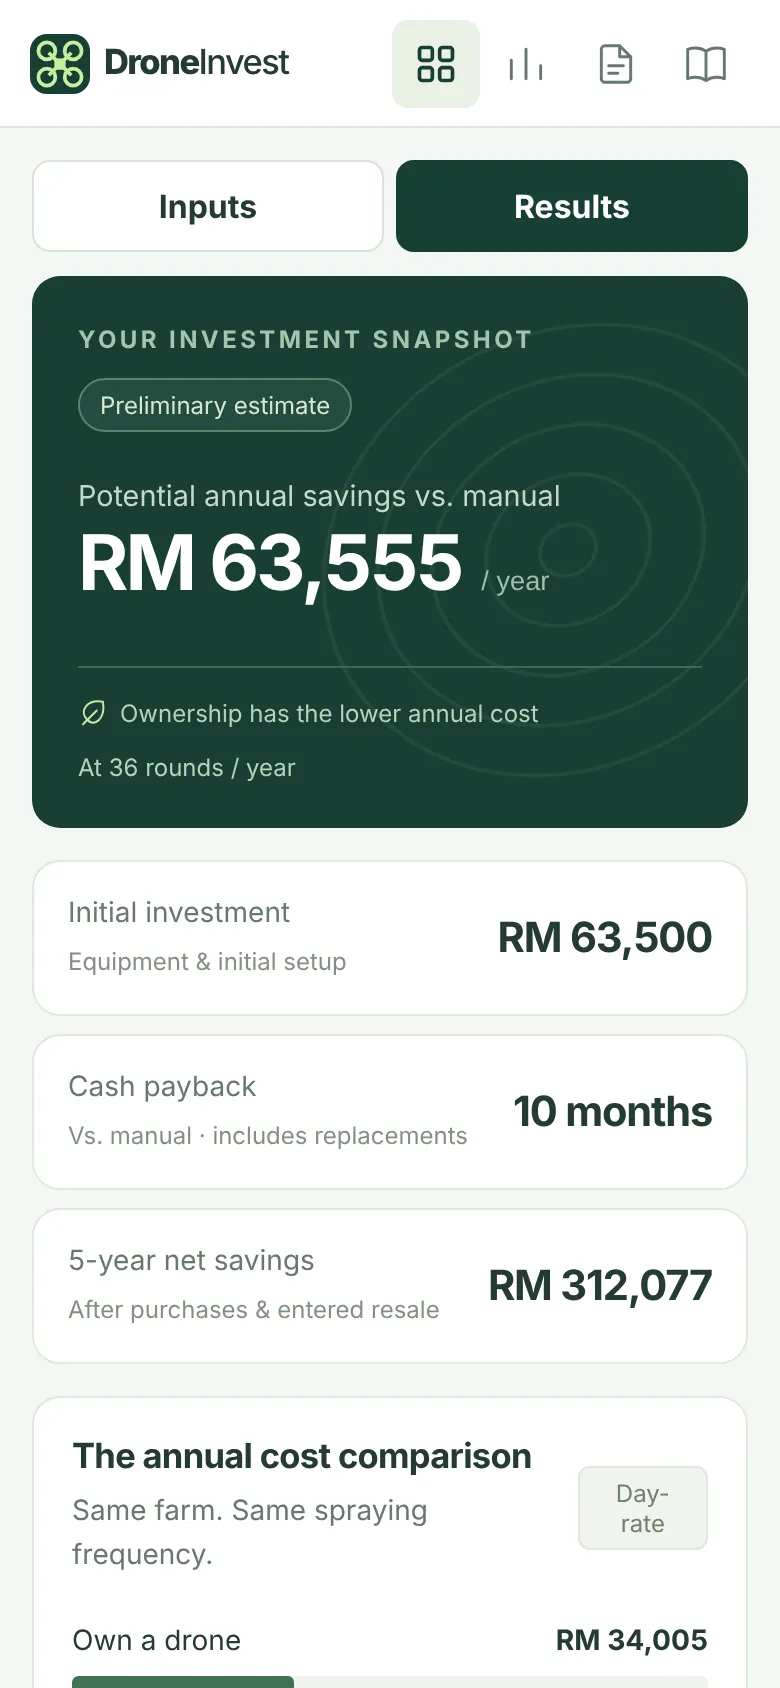 DroneInvest
Inputs
Results
YOUR INVESTMENT SNAPSHOT
Preliminary estimate
Potential annual savings vs. manual
RM 63,555 / year
Ownership has the lower annual cost
At 36 rounds / year
Initial investment
Equipment & initial setup
RM 63,500
Cash payback
Vs. manual · includes replacements
10 months
5-year net savings
After purchases & entered resale
RM 312,077
The annual cost comparison
Same farm. Same spraying
frequency.
Day-
rate
Own a drone
RM 34,005